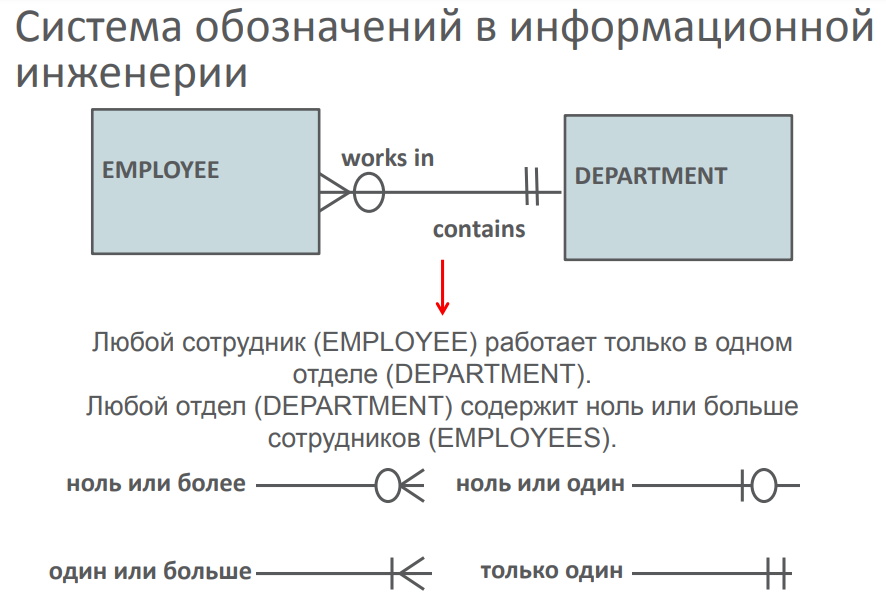 Система обозначений в информационной
инженерии
EMPLOYEE
works in
DEPARTMENT
contains
Любой сотрудник (EMPLOYEE) работает только в одном
отделе (DEPARTMENT).
Любой отдел (DEPARTMENT) содержит ноль или больше
сотрудников (EMPLOYEES).
ноль или более
ноль или один
один или больше
только один